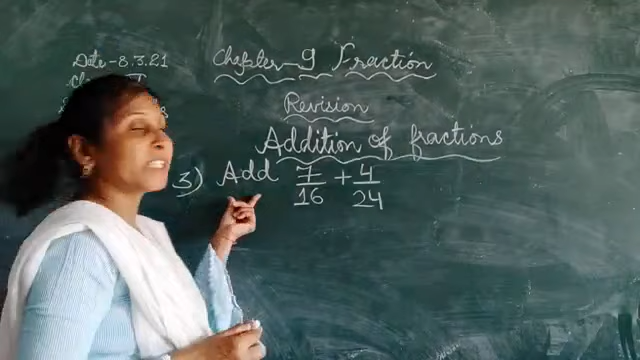 Date-8.3.21
Chapter-9 Fraction
Revision
Addition of fractions
3) Add 7/16 + 4/24